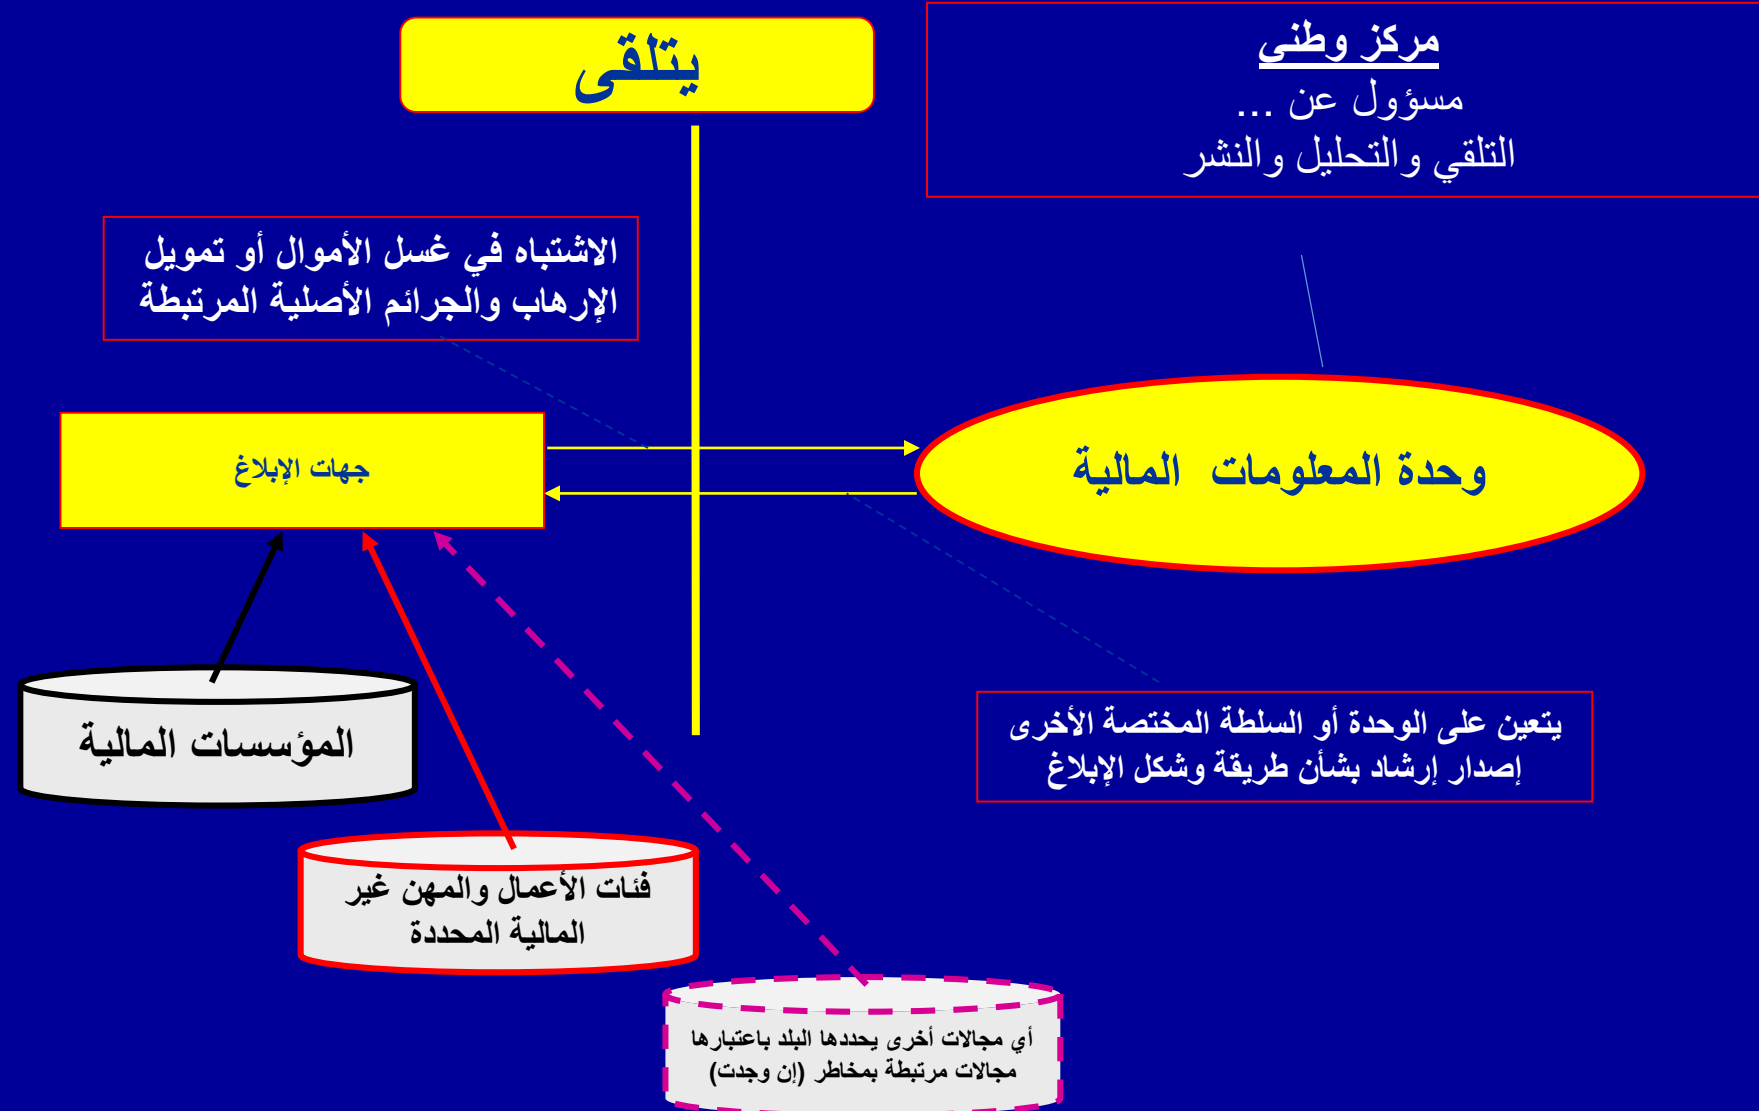 مركز وطني
مسؤول عن ...
التلقي والتحليل والنشر
يتلقى
الاشتباه في غسل الأموال أو تمويل
الإرهاب والجرائم الأصلية المرتبطة
وحدة المعلومات المالية
جهات الإبلاغ
يتعين على الوحدة أو السلطة المختصة الأخرى
إصدار إرشاد بشأن طريقة وشكل الإبلاغ
المؤسسات المالية
فئات الأعمال والمهن غير
المالية المحددة
أي مجالات أخرى يحددها البلد باعتبارها
مجالات مرتبطة بمخاطر (إن وجدت)